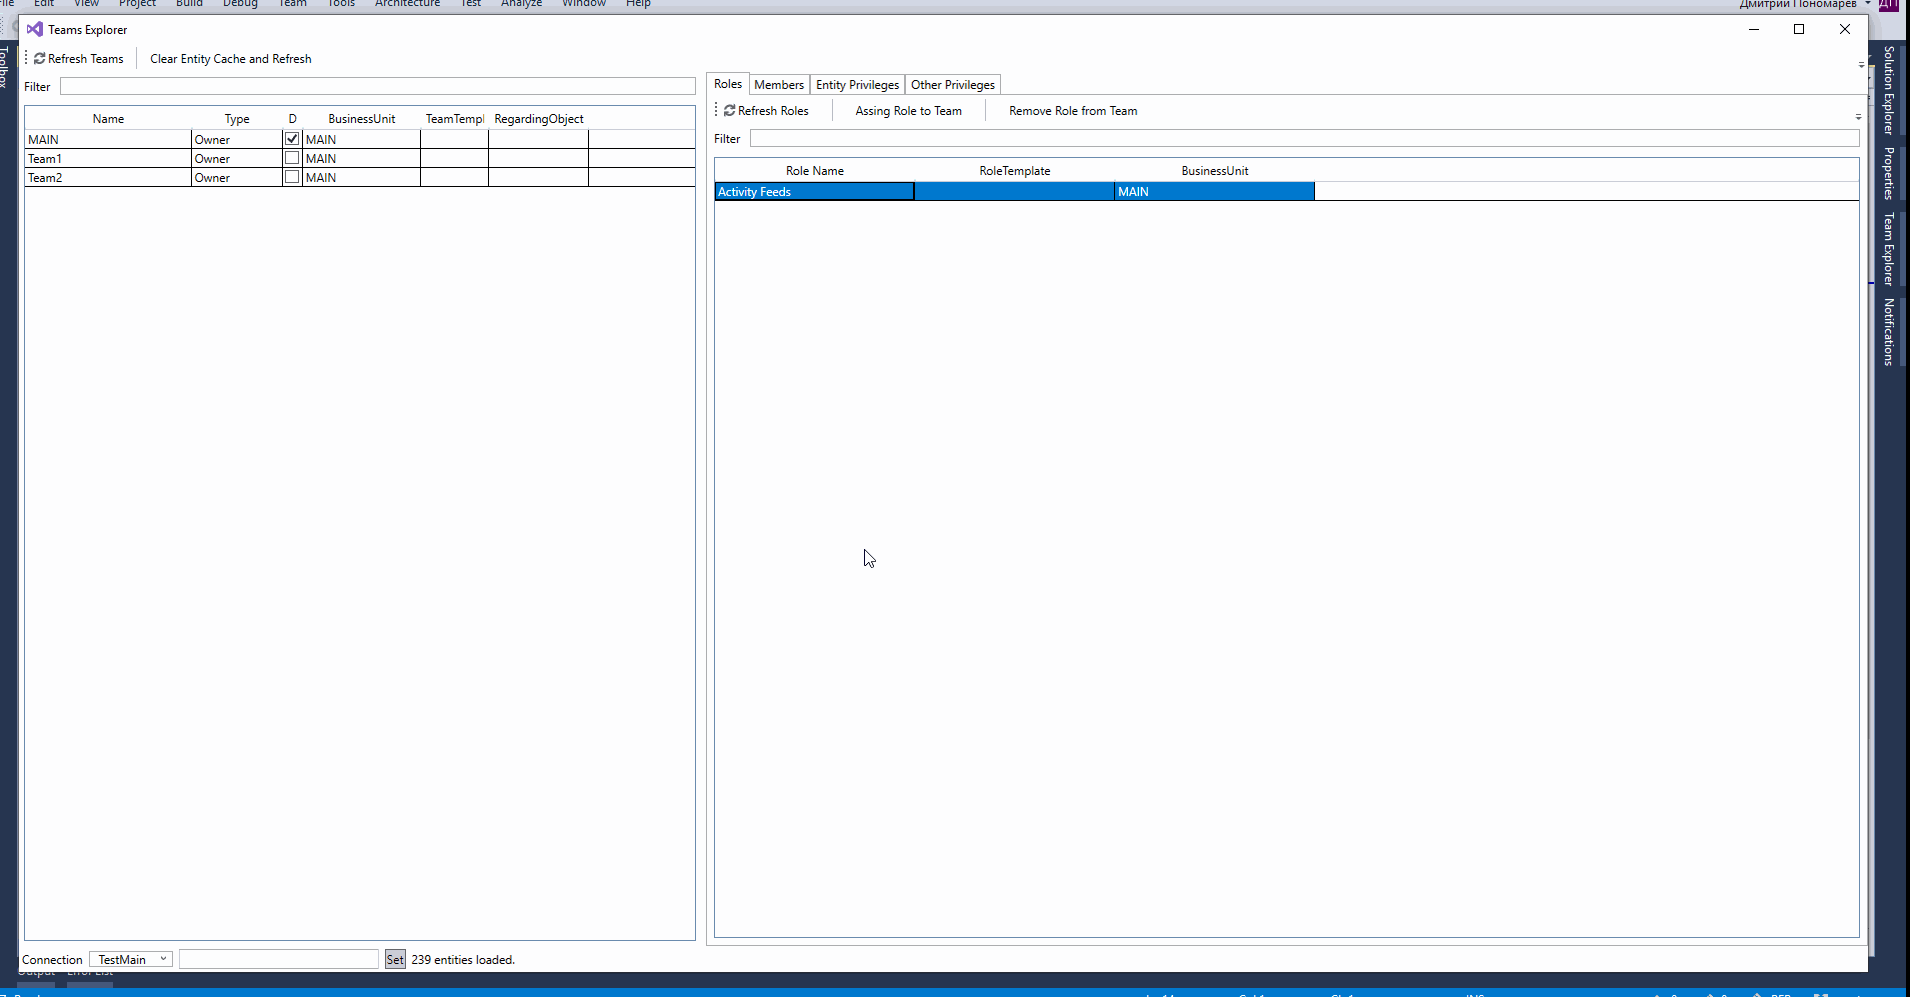 File Edit View Project Build Debug Team Tools Architecture Test Analyze Window Help
Дмитрий Пономарев ДП
Teams Explorer
Refresh Teams Clear Entity Cache and Refresh
Filter
Name Type D BusinessUnit TeamTempl RegardingObject
MAIN Owner MAIN
Team1 Owner MAIN
Team2 Owner MAIN
Roles Members Entity Privileges Other Privileges
Refresh Roles Assing Role to Team Remove Role from Team
Filter
Role Name RoleTemplate BusinessUnit
Activity Feeds MAIN
Connection TestMain Set 239 entities loaded.
Toolbox
Solution Explorer
Properties
Team Explorer
Notifications
Output Error List